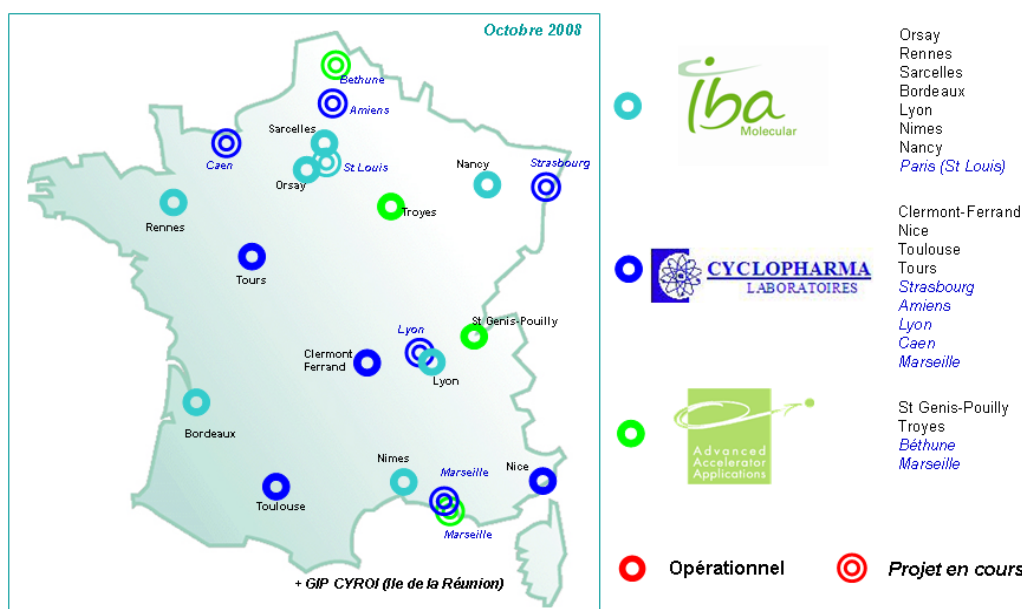 Octobre 2008
Béthune
Amiens
Sarcelles
Caen
St Louis
Orsay
Nancy
Strasbourg
Troyes
Rennes
Tours
St Genis-Pouilly
Lyon
Clermont
Ferrand
Lyon
Bordeaux
Nimes
Marseille
Nice
Toulouse
Marseille
+ GIP CYROI (Ile de la Réunion)
iba
Molecular
Orsay
Rennes
Sarcelles
Bordeaux
Lyon
Nimes
Nancy
Paris (St Louis)
CYCLOPHARMA
LABORATOIRES
Clermont-Ferrand
Nice
Toulouse
Tours
Strasbourg
Amiens
Lyon
Caen
Marseille
Advanced
Accelerator
Applications
St Genis-Pouilly
Troyes
Béthune
Marseille
Opérationnel
Projet en cours